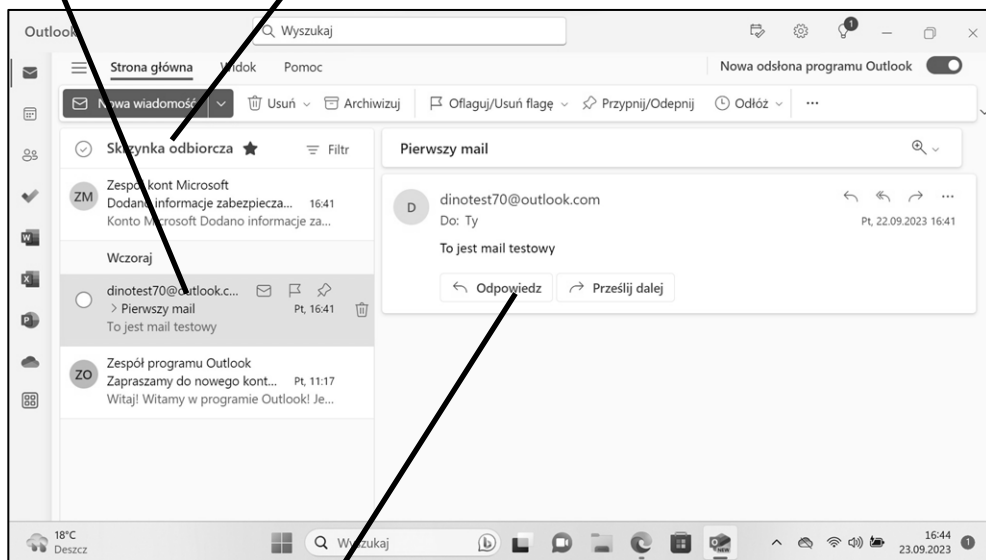 Outlook
Wyszukaj
1
Strona główna Widok Pomoc
Nowa odsłona programu Outlook
Nowa wiadomość Usuń Archiwizuj Oflaguj/Usuń flagę Przypnij/Odepnij Odłóż ...
Skrzynka odbiorcza Filtr
ZM
Zespół kont Microsoft
Dodano informacje zabezpiecza... 16:41
Konto Microsoft Dodano informacje za...
Wczoraj
dinotest70@outlook.c...
> Pierwszy mail Pt, 16:41
To jest mail testowy
ZO
Zespół programu Outlook
Zapraszamy do nowego kont... Pt, 11:17
Witaj! Witamy w programie Outlook! Je...
Pierwszy mail
D
dinotest70@outlook.com
Do: Ty
Pt, 22.09.2023 16:41
To jest mail testowy
Odpowiedz Prześlij dalej
18°C
Deszcz
Wyszukaj
NEW
16:44
23.09.2023
1